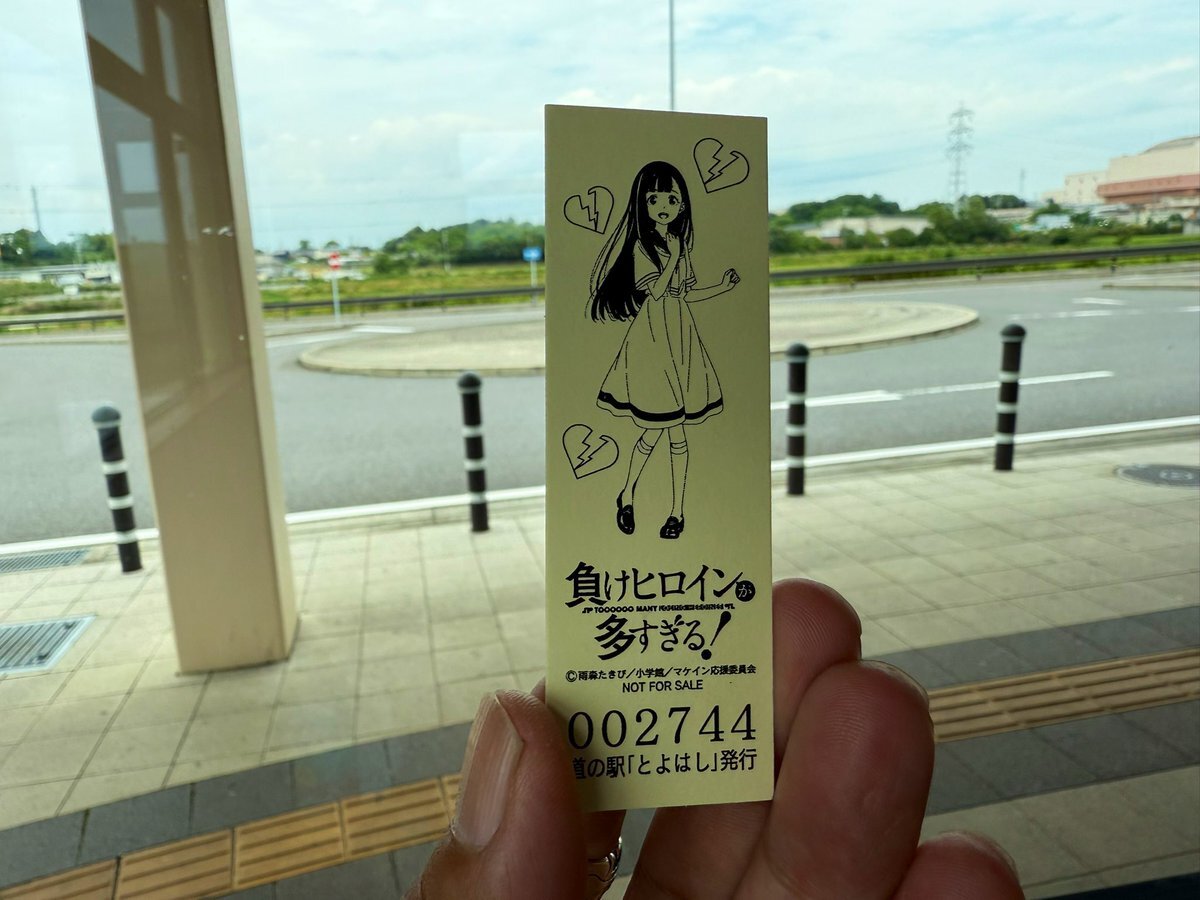 負けヒロインが
多すぎる!
©雨森たきび/小学館/マケイン応援委員会
NOT FOR SALE
002744
道の駅「とよはし」発行